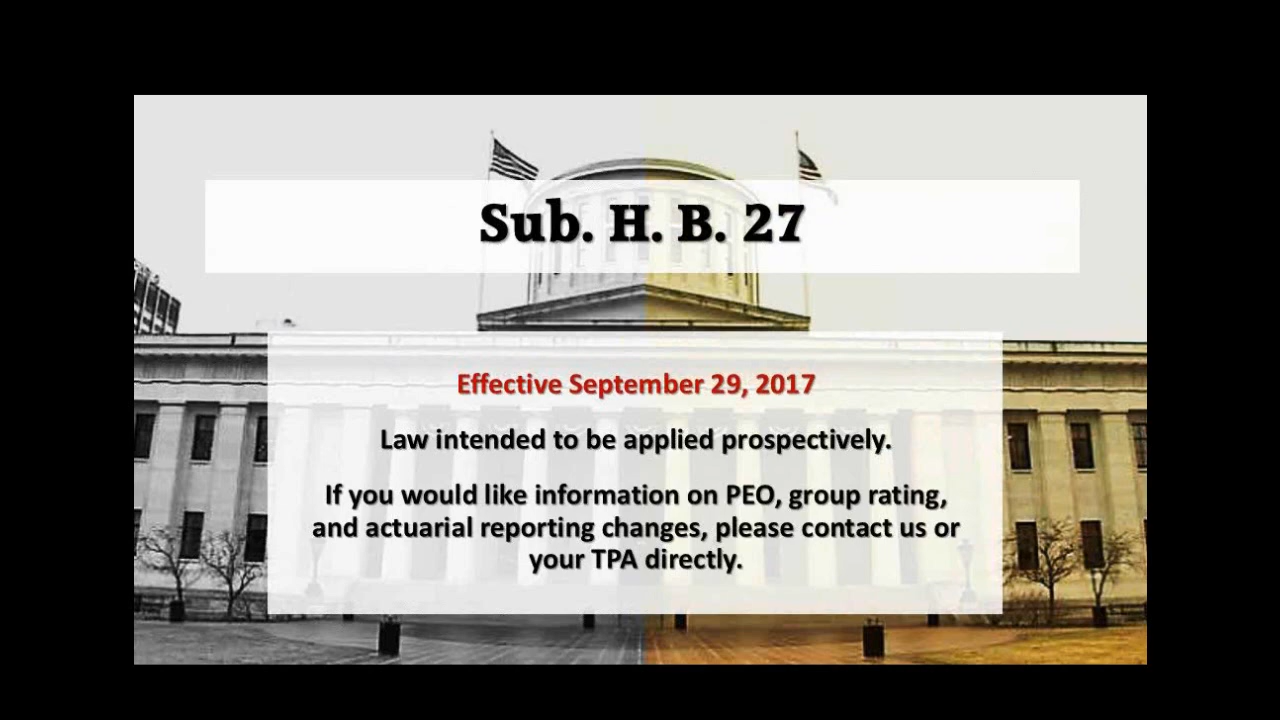 Sub. H. B. 27
Effective September 29, 2017
Law intended to be applied prospectively.
If you would like information on PEO, group rating,
and actuarial reporting changes, please contact us or
your TPA directly.